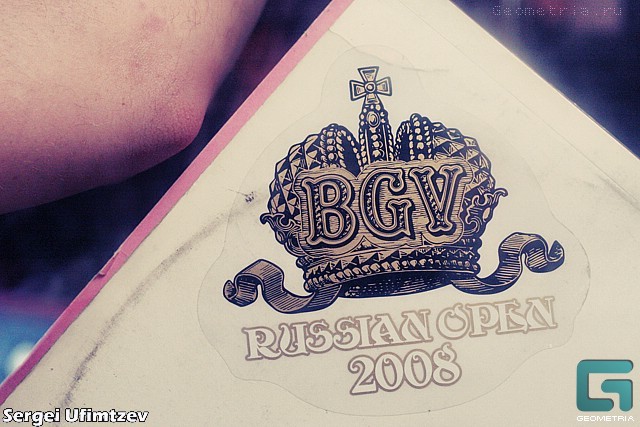 Geometria.ru
BGV
RUSSIAN OPEN
2008
Sergei Ufimtzev
GEOMETRIA